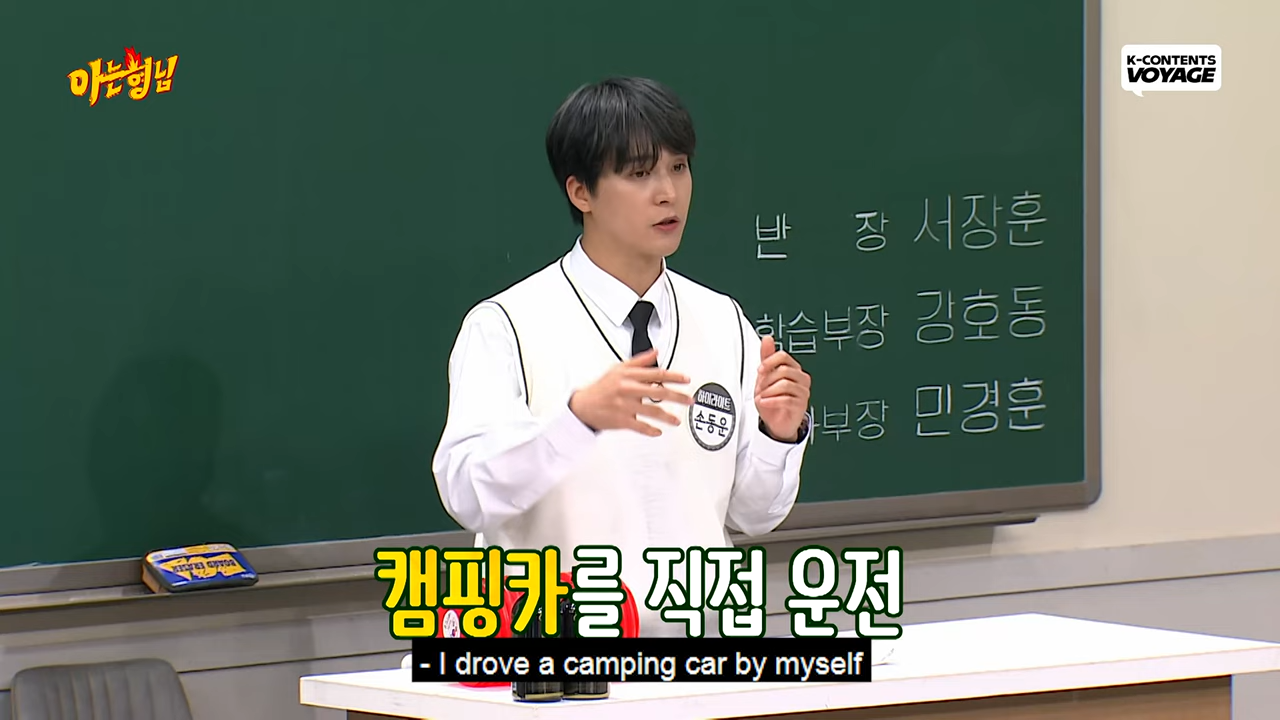 아는형님
K-CONTENTS
VOYAGE
반 장 서장훈
학습부장 강호동
부장 민경훈
하이라이트
손동운
캠핑카를 직접 운전
- I drove a camping car by myself